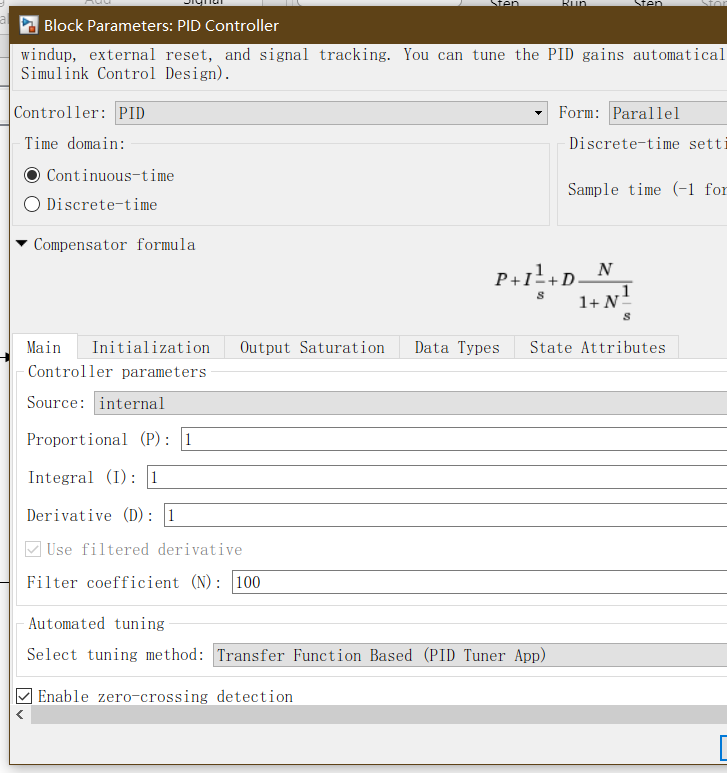 Block Parameters: PID Controller
windup, external reset, and signal tracking. You can tune the PID gains automatical
Simulink Control Design).
Controller: PID Form: Parallel
Time domain: Discrete-time setti
Continuous-time
Sample time (-1 for
Discrete-time
Compensator formula
P+I 1/s +D N/(1+N 1/s)
Main Initialization Output Saturation Data Types State Attributes
Controller parameters
Source: internal
Proportional (P): 1
Integral (I): 1
Derivative (D): 1
Use filtered derivative
Filter coefficient (N): 100
Automated tuning
Select tuning method: Transfer Function Based (PID Tuner App)
Enable zero-crossing detection